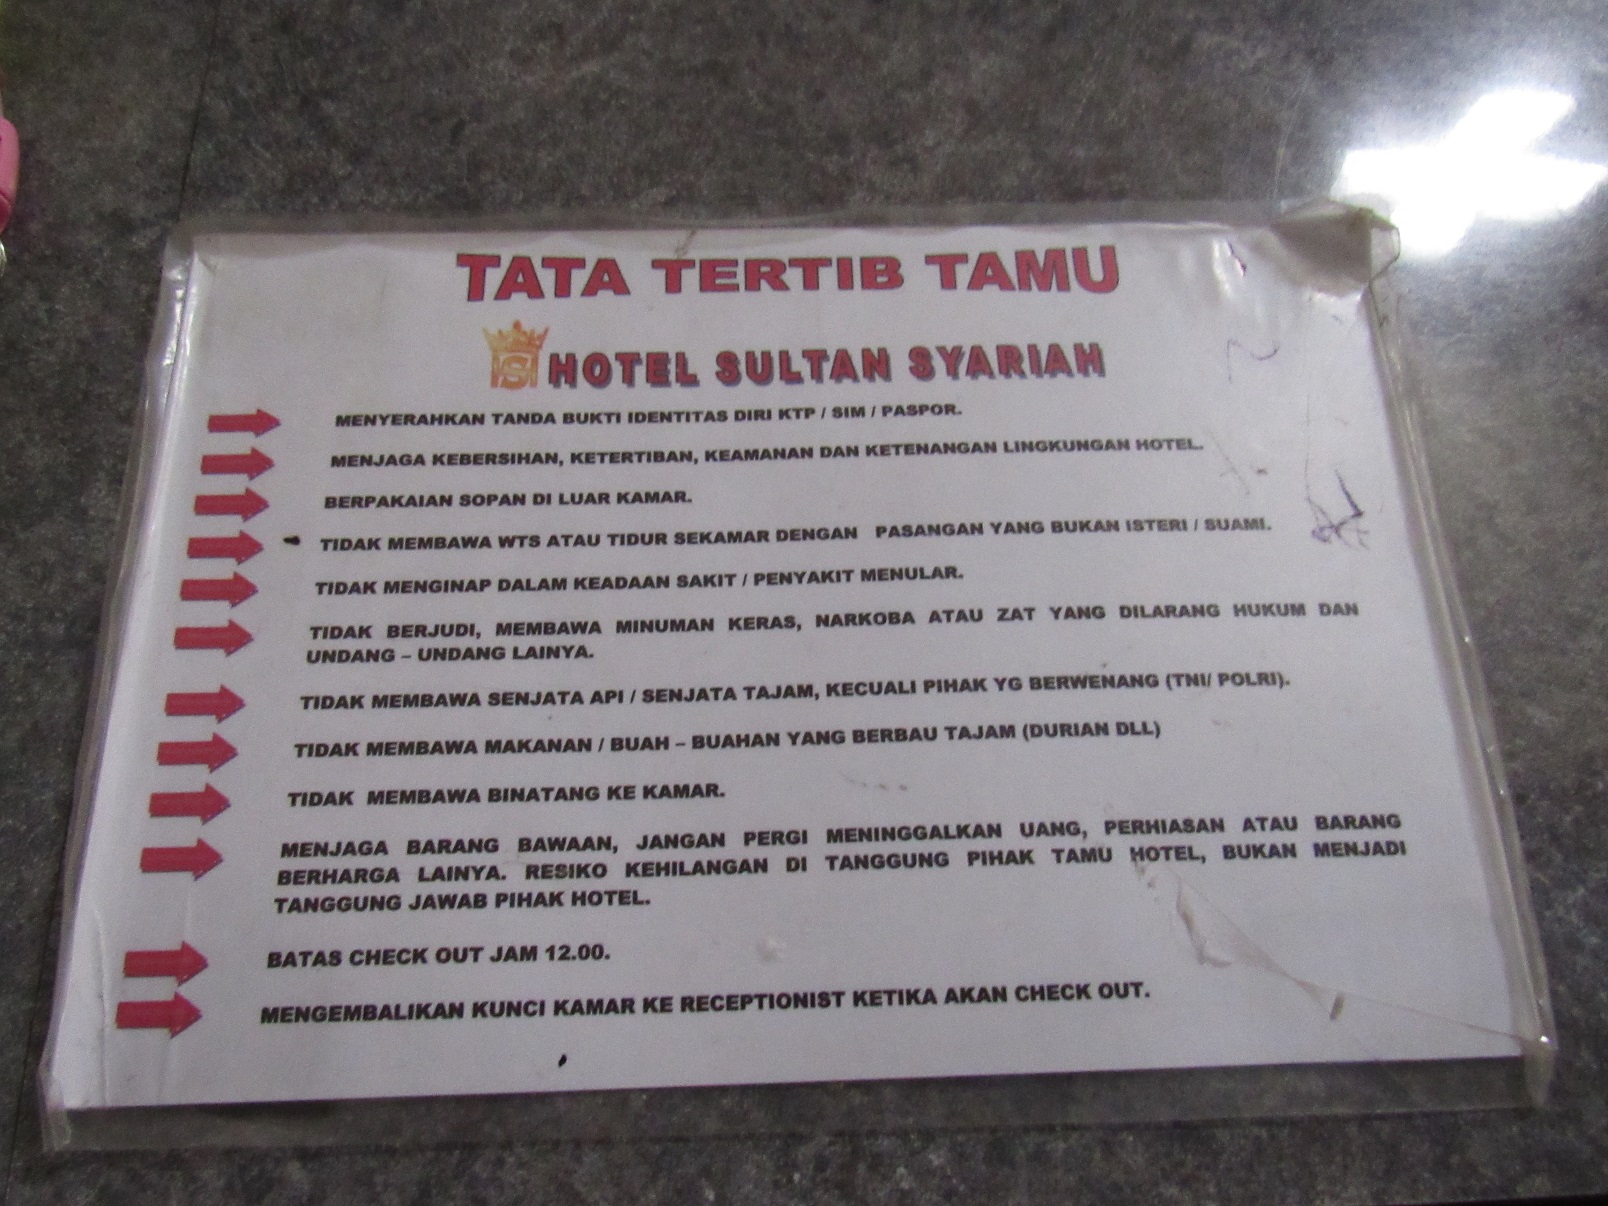 TATA TERTIB TAMU
HS HOTEL SULTAN SYARIAH
MENYERAHKAN TANDA BUKTI IDENTITAS DIRI KTP / SIM / PASPOR.
MENJAGA KEBERSIHAN, KETERTIBAN, KEAMANAN DAN KETENANGAN LINGKUNGAN HOTEL.
BERPAKAIAN SOPAN DI LUAR KAMAR.
TIDAK MEMBAWA WTS ATAU TIDUR SEKAMAR DENGAN PASANGAN YANG BUKAN ISTERI / SUAMI.
TIDAK MENGINAP DALAM KEADAAN SAKIT / PENYAKIT MENULAR.
TIDAK BERJUDI, MEMBAWA MINUMAN KERAS, NARKOBA ATAU ZAT YANG DILARANG HUKUM DAN
UNDANG – UNDANG LAINYA.
TIDAK MEMBAWA SENJATA API / SENJATA TAJAM, KECUALI PIHAK YG BERWENANG (TNI/ POLRI).
TIDAK MEMBAWA MAKANAN / BUAH – BUAHAN YANG BERBAU TAJAM (DURIAN DLL)
TIDAK MEMBAWA BINATANG KE KAMAR.
MENJAGA BARANG BAWAAN, JANGAN PERGI MENINGGALKAN UANG, PERHIASAN ATAU BARANG
BERHARGA LAINYA. RESIKO KEHILANGAN DI TANGGUNG PIHAK TAMU HOTEL, BUKAN MENJADI
TANGGUNG JAWAB PIHAK HOTEL.
BATAS CHECK OUT JAM 12.00.
MENGEMBALIKAN KUNCI KAMAR KE RECEPTIONIST KETIKA AKAN CHECK OUT.